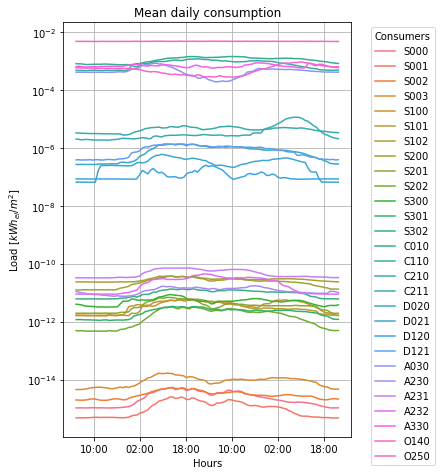 Mean daily consumption
Load [kWh_el/m^2]
10^-2
10^-4
10^-6
10^-8
10^-10
10^-12
10^-14
10:00 02:00 18:00 10:00 02:00 18:00
Hours
Consumers
S000
S001
S002
S003
S100
S101
S102
S200
S201
S202
S300
S301
S302
C010
C110
C210
C211
D020
D021
D120
D121
A030
A230
A231
A232
A330
O140
O250